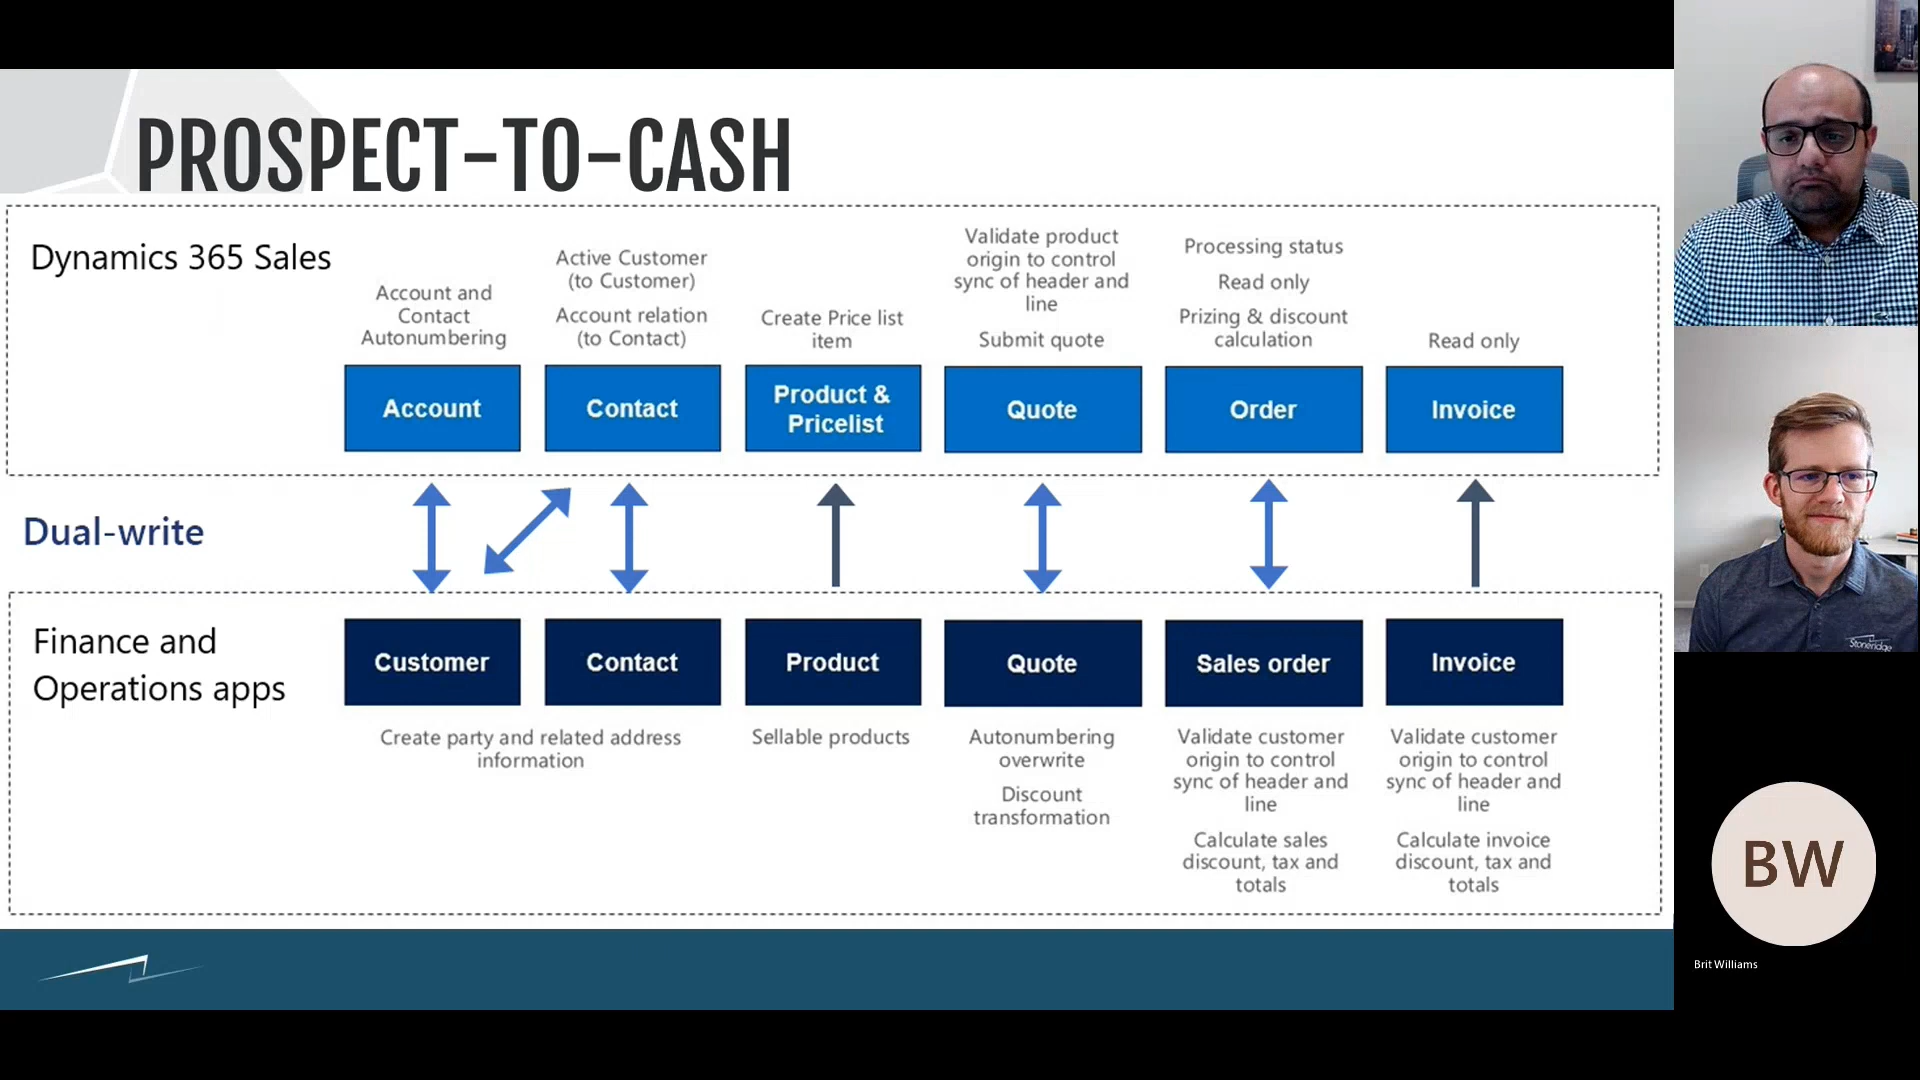 PROSPECT-TO-CASH
Dynamics 365 Sales
Account and
Contact
Autonumbering
Active Customer
(to Customer)
Account relation
(to Contact)
Create Price list
item
Validate product
origin to control
sync of header and
line
Submit quote
Processing status
Read only
Prizing & discount
calculation
Read only
Account
Contact
Product &
Pricelist
Quote
Order
Invoice
Dual-write
Finance and
Operations apps
Customer
Contact
Product
Quote
Sales order
Invoice
Create party and related address
information
Sellable products
Autonumbering
overwrite
Discount
transformation
Validate customer
origin to control
sync of header and
line
Calculate sales
discount, tax and
totals
Validate customer
origin to control
sync of header and
line
Calculate invoice
discount, tax and
totals
Stoneridge
BW
Brit Williams